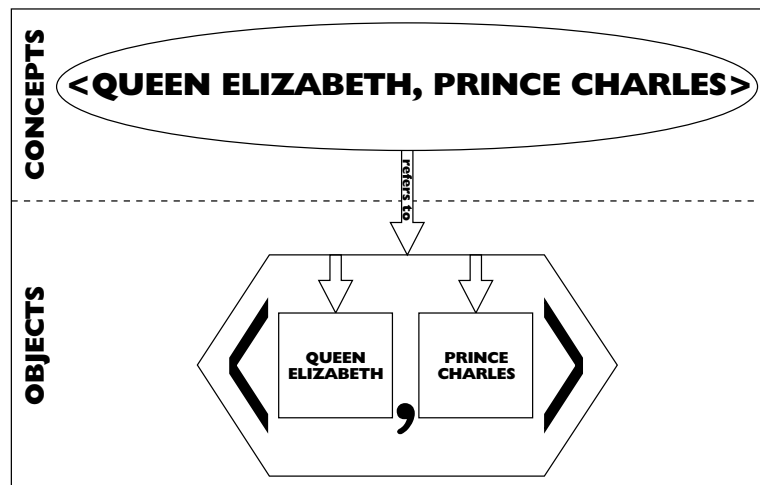 CONCEPTS
<QUEEN ELIZABETH, PRINCE CHARLES>
refers to
OBJECTS
<
QUEEN
ELIZABETH
,
PRINCE
CHARLES
>